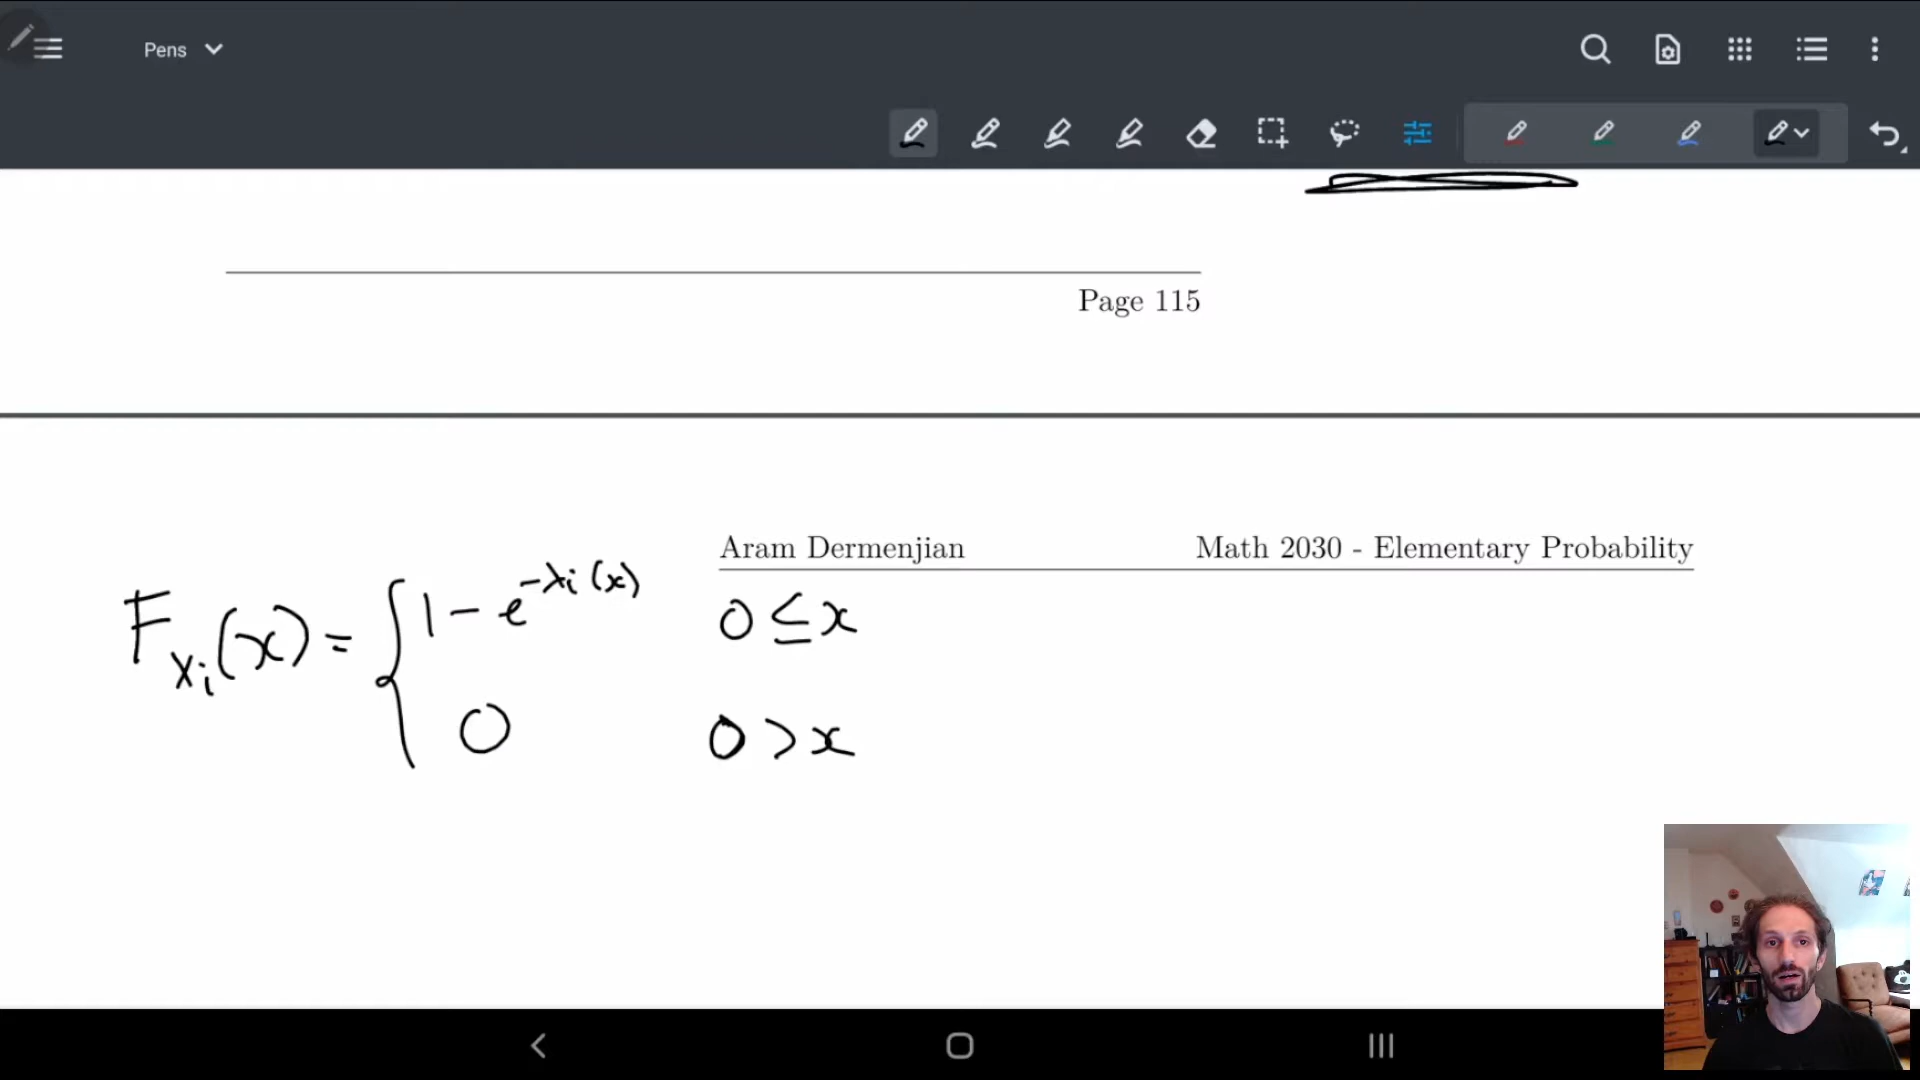 Pens
Page 115
Aram Dermenjian Math 2030 - Elementary Probability
F_{X_i}(x) = { 1 - e^{-λ_i(x)} 0 ≤ x
0 0 > x